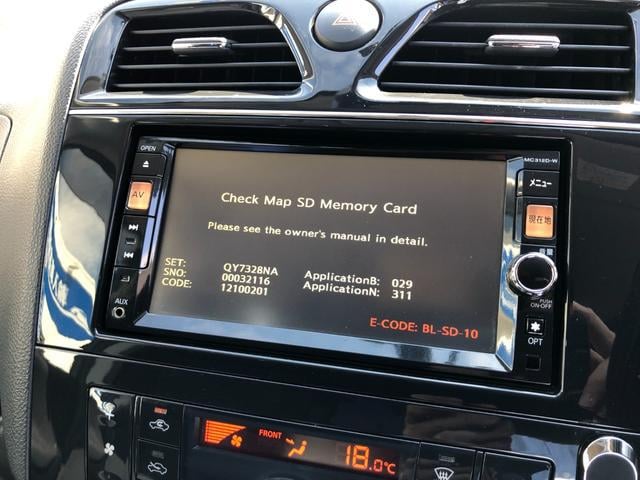 OPEN
MC312D-W
AV
メニュー
現在地
Check Map SD Memory Card
Please see the owner's manual in detail.
SET: QY7328NA ApplicationB: 029
SNO: 00032116 ApplicationN: 311
CODE: 12100201
E-CODE: BL-SD-10
音量
PUSH
ON·OFF
AUX
OPT
FRONT
18.0°C